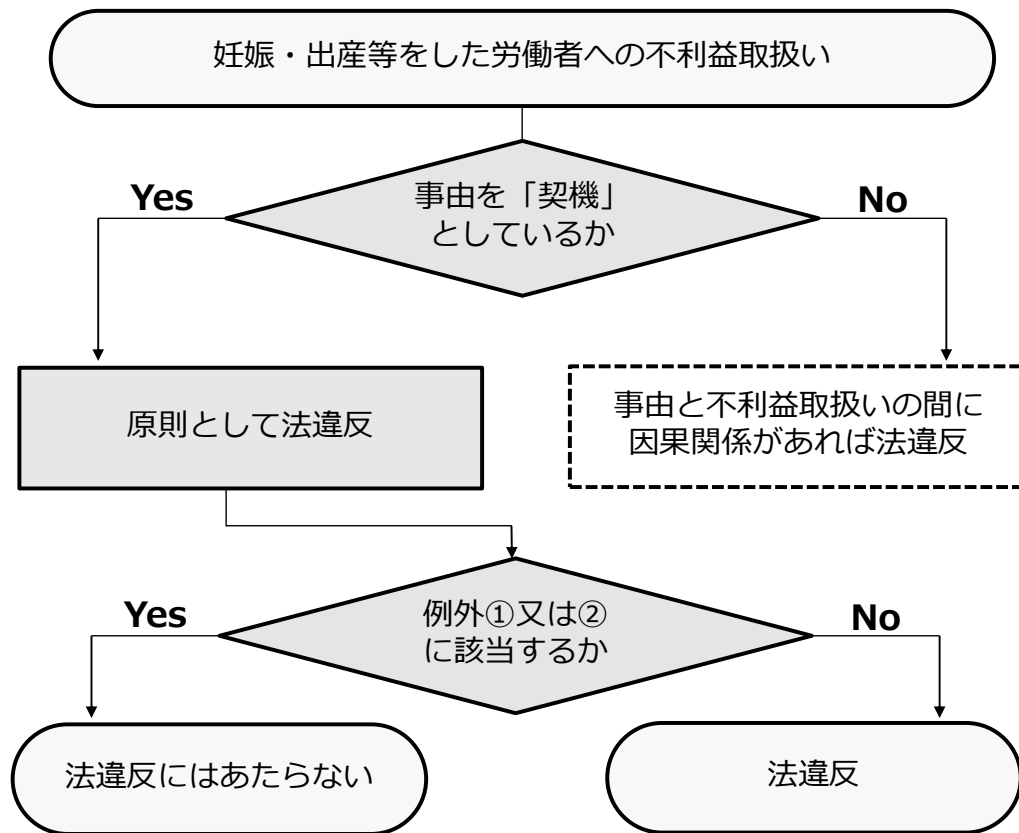 妊娠・出産等をした労働者への不利益取扱い
事由を「契機」
としているか
Yes
No
原則として法違反
事由と不利益取扱いの間に
因果関係があれば法違反
例外①又は②
に該当するか
Yes
No
法違反にはあたらない
法違反